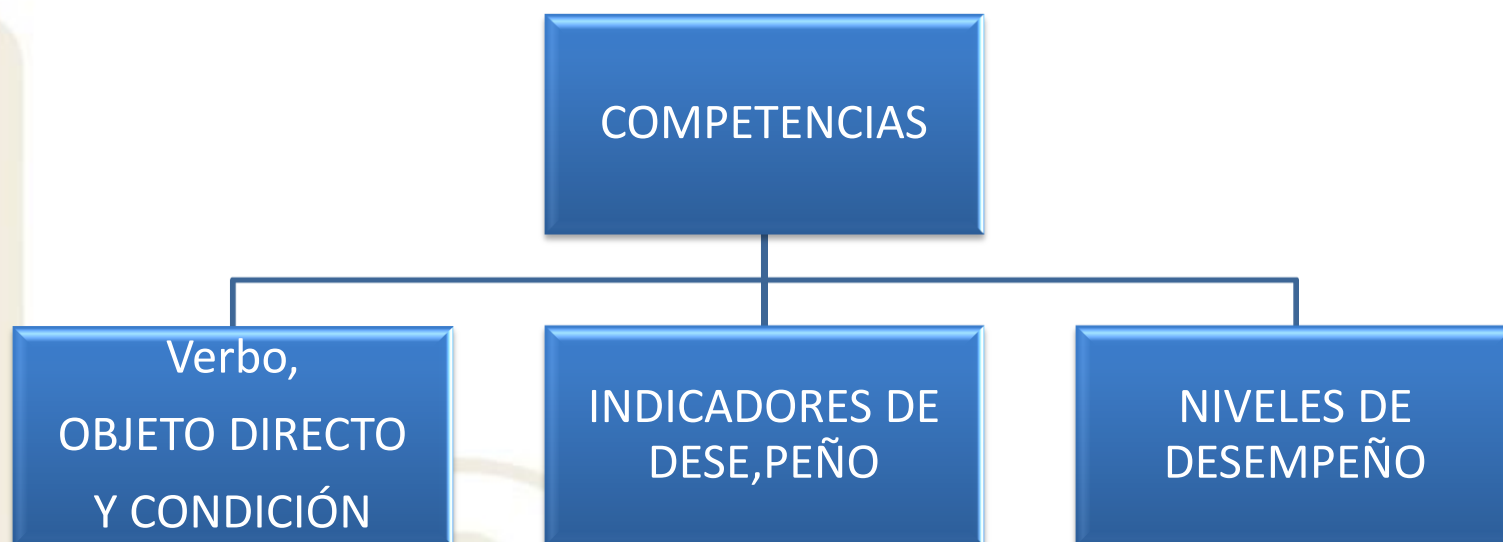 COMPETENCIAS
Verbo,
OBJETO DIRECTO
Y CONDICIÓN
INDICADORES DE
DESE,PEÑO
NIVELES DE
DESEMPEÑO